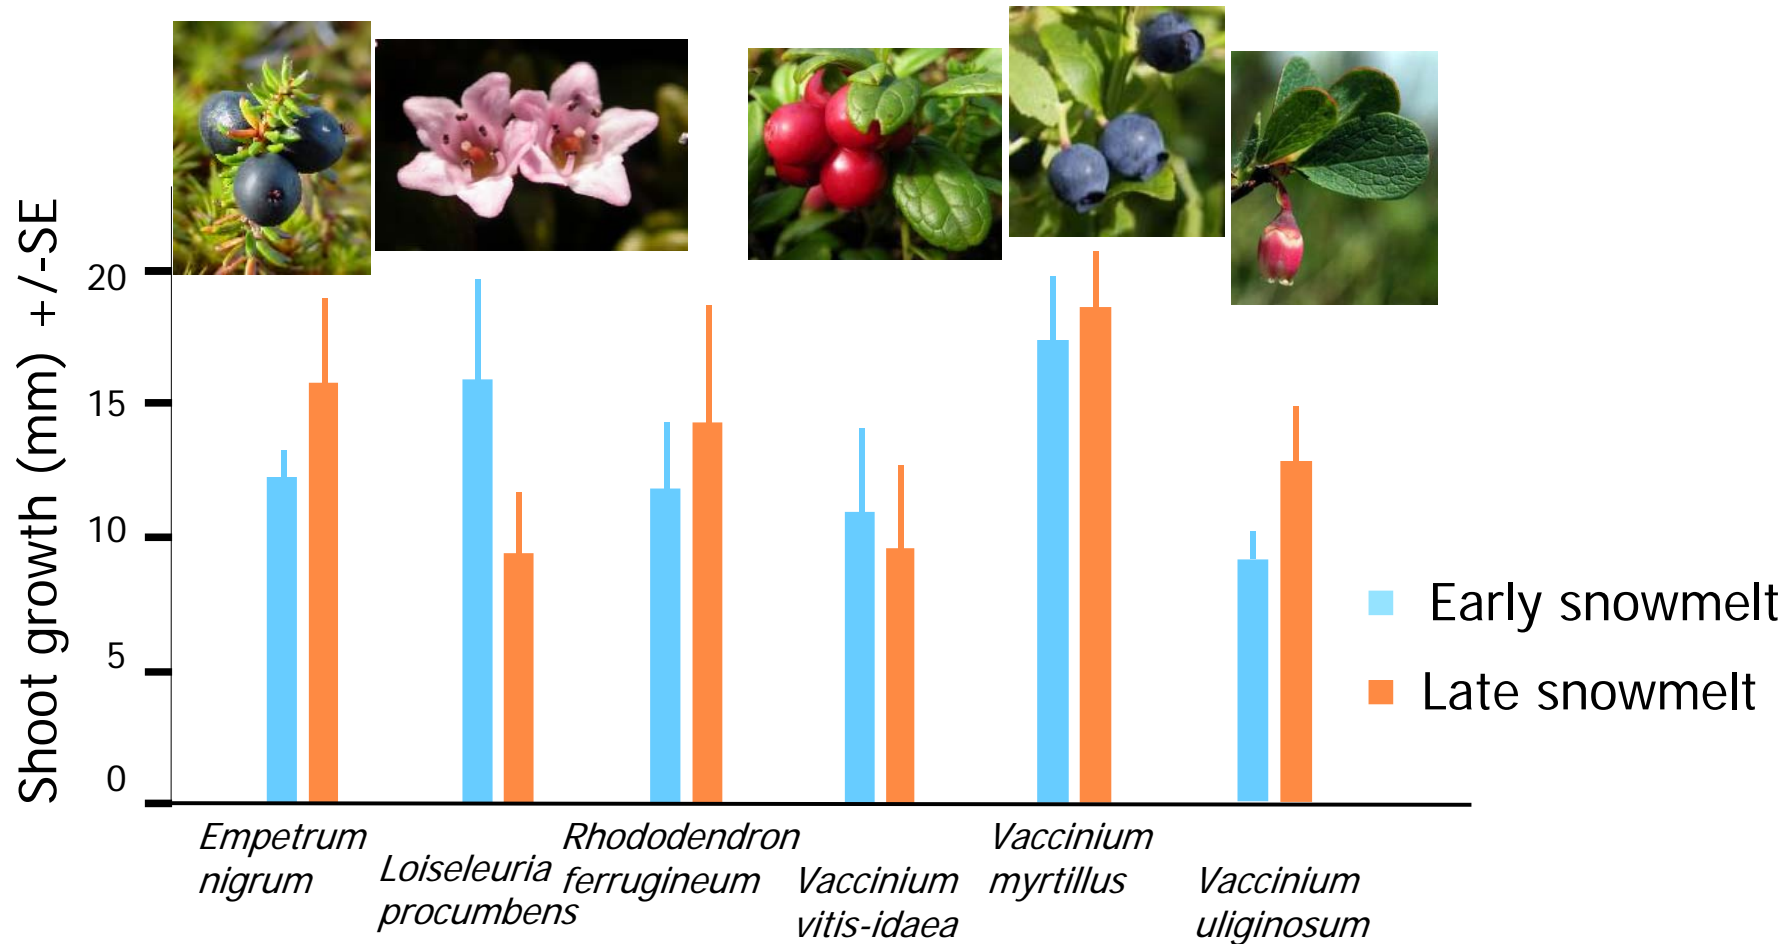 Shoot growth (mm) +/-SE
20
15
10
5
0
Empetrum
nigrum
Loiseleuria
procumbens
Rhododendron
ferrugineum
Vaccinium
vitis-idaea
Vaccinium
myrtillus
Vaccinium
uliginosum
Early snowmelt
Late snowmelt